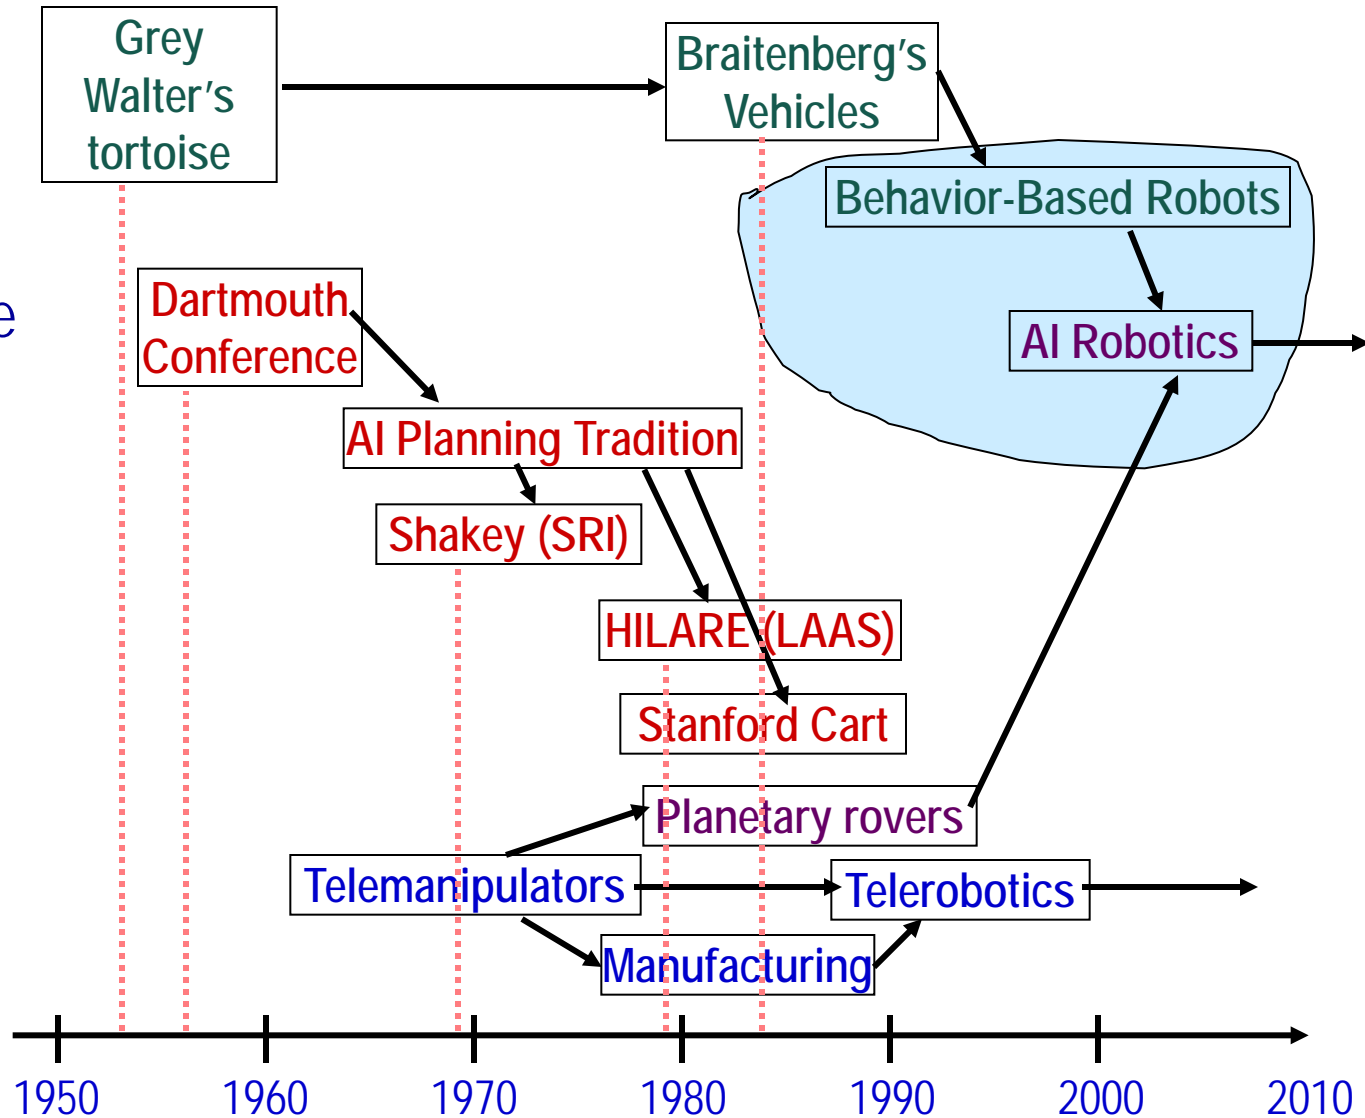 Grey
Walter's
tortoise
Braitenberg's
Vehicles
Behavior-Based Robots
e
Dartmouth
Conference
AI Robotics
AI Planning Tradition
Shakey (SRI)
HILARE (LAAS)
Stanford Cart
Planetary rovers
Telemanipulators
Telerobotics
Manufacturing
1950 1960 1970 1980 1990 2000 2010